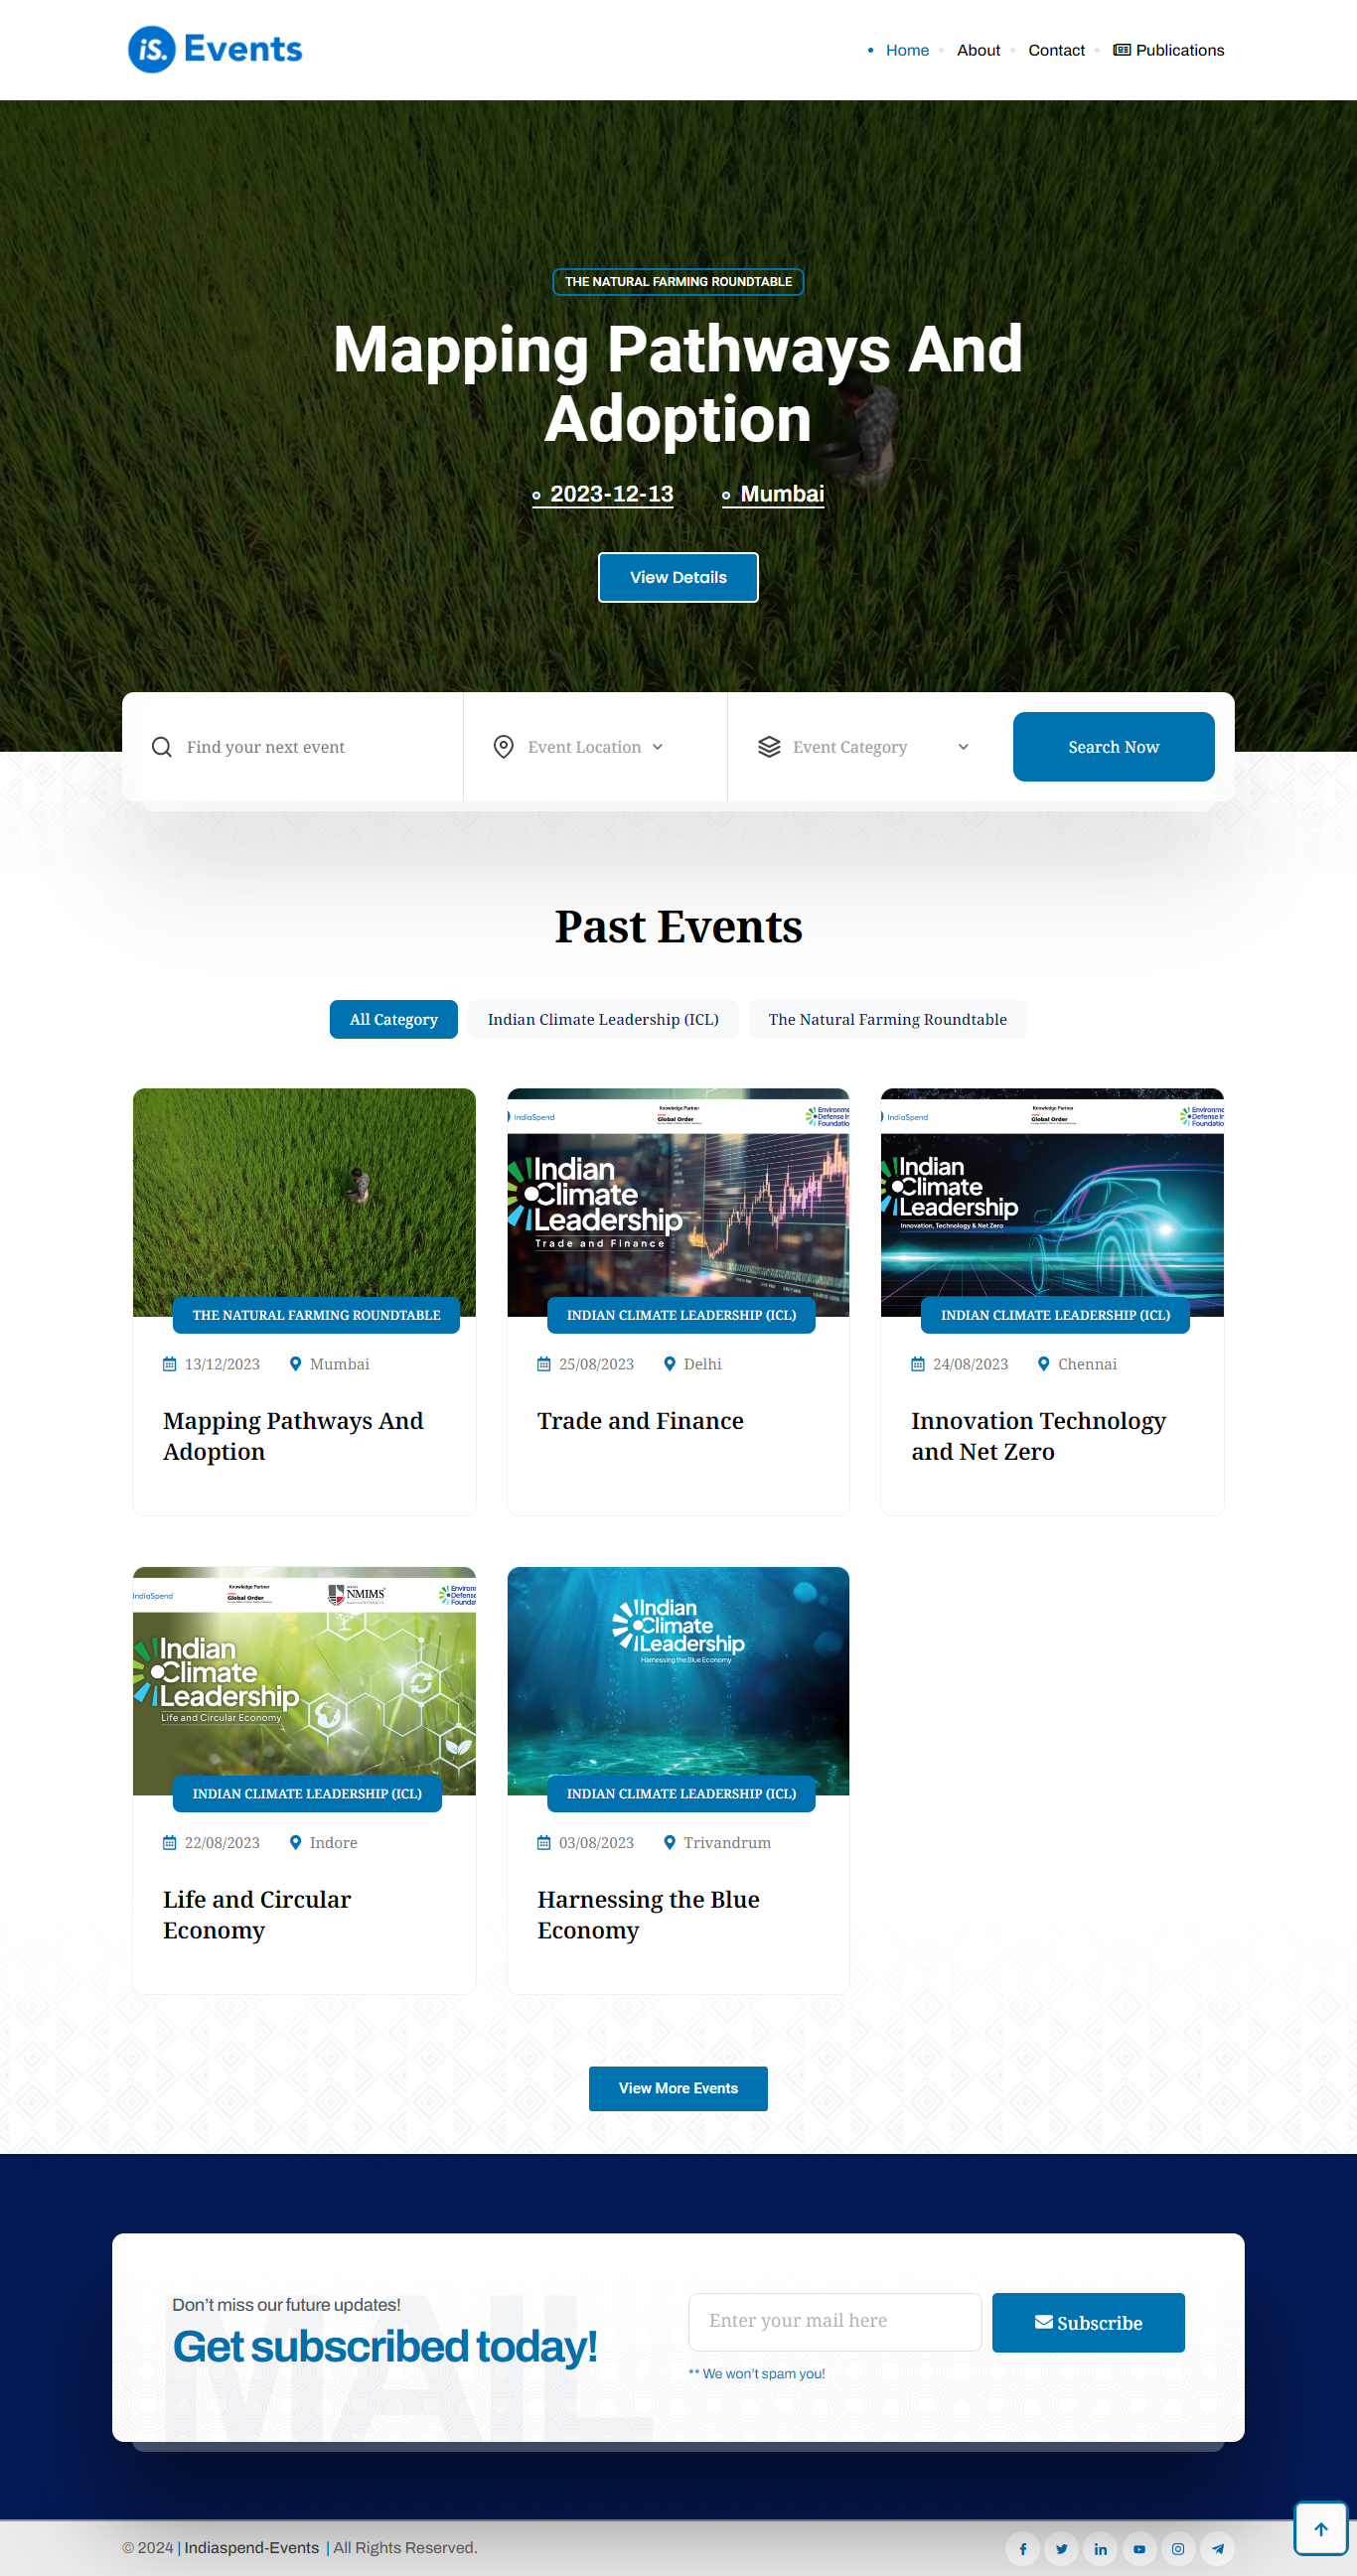 iS. Events
Home
About
Contact
Publications
THE NATURAL FARMING ROUNDTABLE
Mapping Pathways And
Adoption
2023-12-13
Mumbai
View Details
Find your next event
Event Location
Event Category
Search Now
Past Events
All Category
Indian Climate Leadership (ICL)
The Natural Farming Roundtable
THE NATURAL FARMING ROUNDTABLE
13/12/2023
Mumbai
Mapping Pathways And
Adoption
IndiaSpend
Knowledge Partner
Global Order
Environme
Defense In
Foundatio
Indian
Climate
Leadership
Trade and Finance
INDIAN CLIMATE LEADERSHIP (ICL)
25/08/2023
Delhi
Trade and Finance
IndiaSpend
Knowledge Partner
Global Order
Environme
Defense In
Foundatio
Indian
Climate
Leadership
Innovation, Technology & Net Zero
INDIAN CLIMATE LEADERSHIP (ICL)
24/08/2023
Chennai
Innovation Technology
and Net Zero
IndiaSpend
Knowledge Partner
Global Order
NMIMS
Environm
Defense
Founda
Indian
Climate
Leadership
Life and Circular Economy
INDIAN CLIMATE LEADERSHIP (ICL)
22/08/2023
Indore
Life and Circular
Economy
Indian
Climate
Leadership
Harnessing the Blue Economy
INDIAN CLIMATE LEADERSHIP (ICL)
03/08/2023
Trivandrum
Harnessing the Blue
Economy
View More Events
MAIL
Don't miss our future updates!
Get subscribed today!
Enter your mail here
Subscribe
** We won't spam you!
© 2024 | Indiaspend-Events | All Rights Reserved.